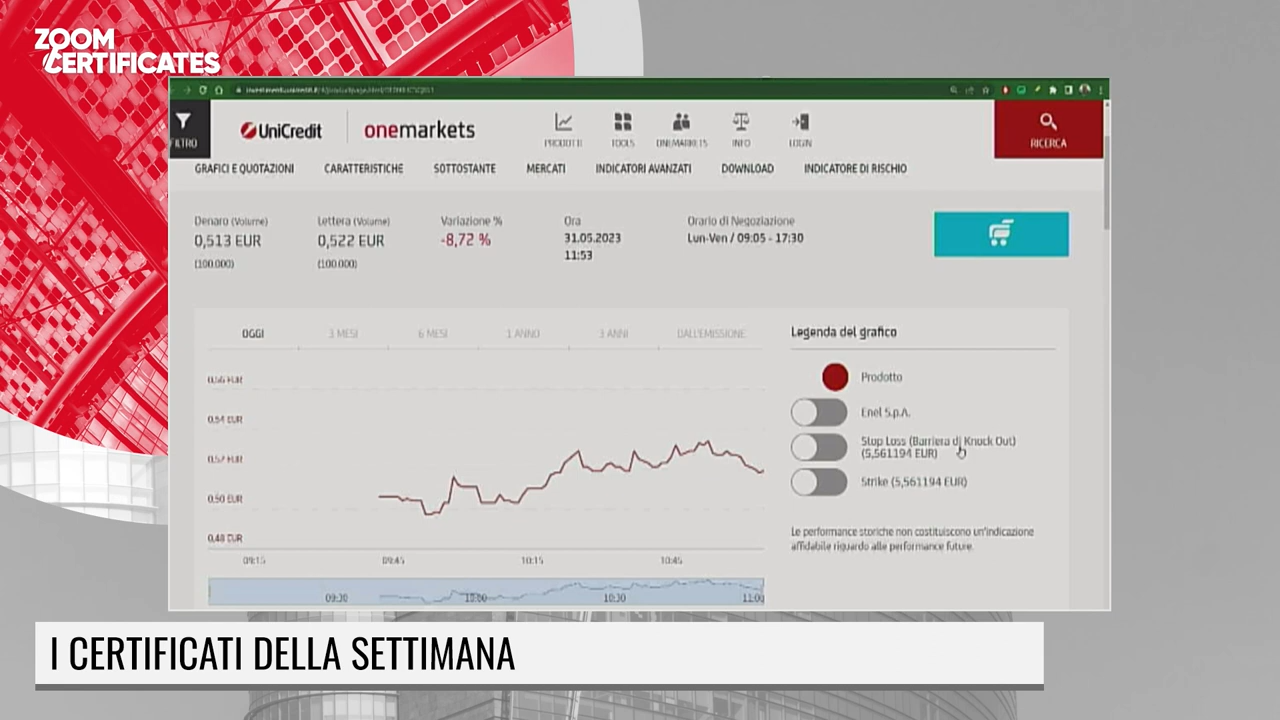 ZOOM
CERTIFICATES
FILTRO
UniCredit
onemarkets
PRODOTTI
TOOLS
ONEMARKETS
INFO
LOGIN
RICERCA
GRAFICI E QUOTAZIONI
CARATTERISTICHE
SOTTOSTANTE
MERCATI
INDICATORI AVANZATI
DOWNLOAD
INDICATORE DI RISCHIO
Denaro (Volume)
Lettera (Volume)
Variazione %
Ora
Orario di Negoziazione
0,513 EUR
0,522 EUR
-8,72 %
31.05.2023
Lun-Ven / 09:05 - 17:30
(100.000)
(100.000)
11:53
OGGI
3 MESI
6 MESI
1 ANNO
3 ANNI
DALL'EMISSIONE
Legenda del grafico
0,56 EUR
0,54 EUR
0,52 EUR
0,50 EUR
0,48 EUR
Prodotto
Enel S.p.A.
Stop Loss (Barriera di Knock Out)
(5,561194 EUR)
Strike (5,561194 EUR)
Le performance storiche non costituiscono un'indicazione
affidabile riguardo alle performance future.
09:15
09:45
10:15
10:45
09:30
10:00
10:30
11:00
I CERTIFICATI DELLA SETTIMANA